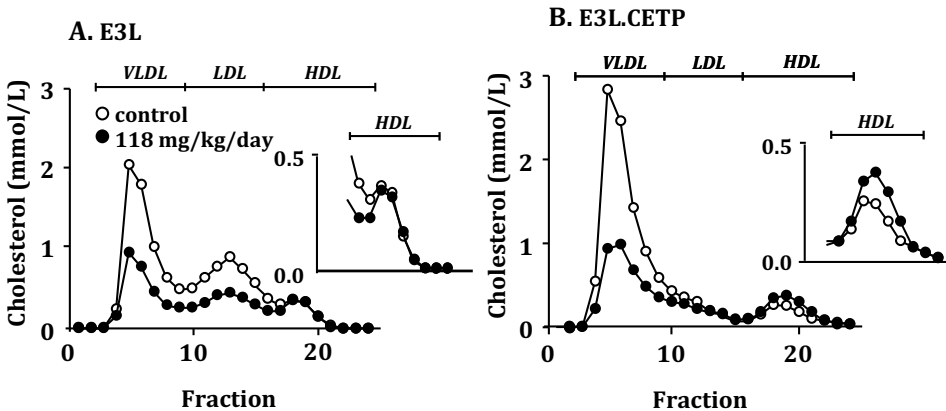 A. E3L
VLDL LDL HDL
3
2
1
0
0 10 20
Cholesterol (mmol/L)
Fraction
control
118 mg/kg/day
HDL
0.5
0.0
B. E3L.CETP
VLDL LDL HDL
3
2
1
0
0 10 20
Cholesterol (mmol/L)
Fraction
HDL
0.5
0.0